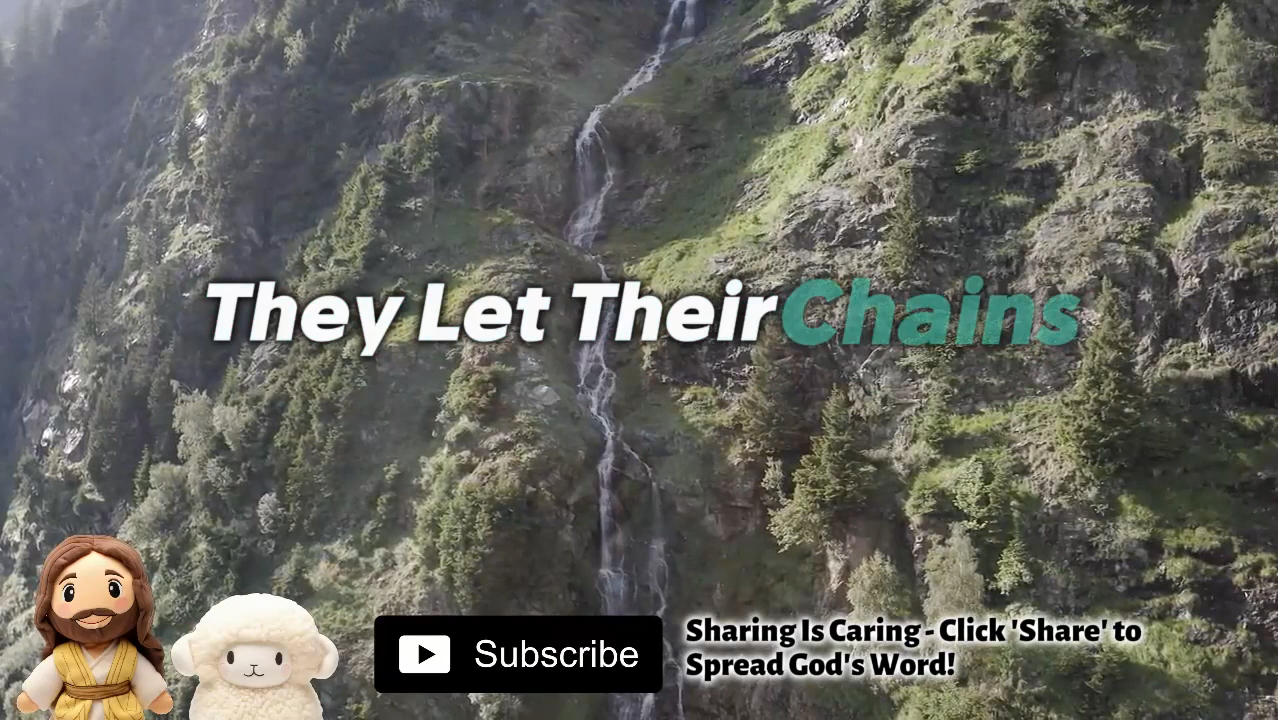 They Let Their Chains
Subscribe
Sharing Is Caring - Click 'Share' to
Spread God's Word!